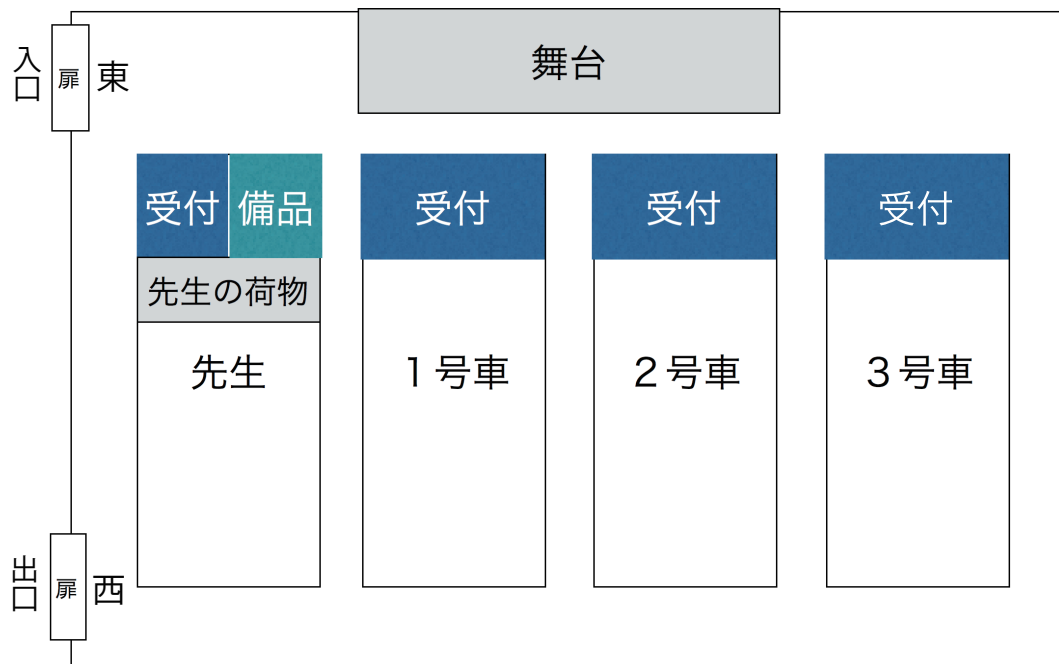 舞台
入口
扉
東
受付
備品
受付
受付
受付
先生の荷物
先生
１号車
２号車
３号車
出口
扉
西